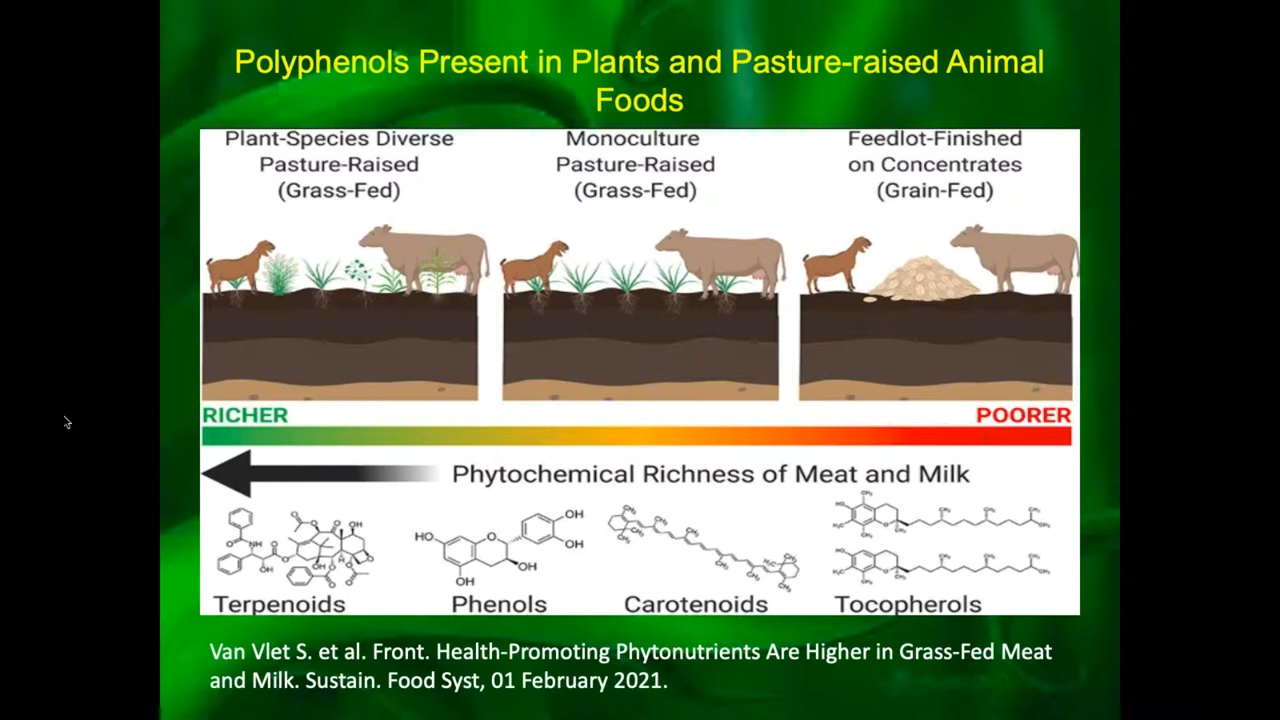 Polyphenols Present in Plants and Pasture-raised Animal
Foods
Plant-Species Diverse
Pasture-Raised
(Grass-Fed)
Monoculture
Pasture-Raised
(Grass-Fed)
Feedlot-Finished
on Concentrates
(Grain-Fed)
RICHER
POORER
Phytochemical Richness of Meat and Milk
Terpenoids
Phenols
Carotenoids
Tocopherols
Van Vlet S. et al. Front. Health-Promoting Phytonutrients Are Higher in Grass-Fed Meat
and Milk. Sustain. Food Syst, 01 February 2021.